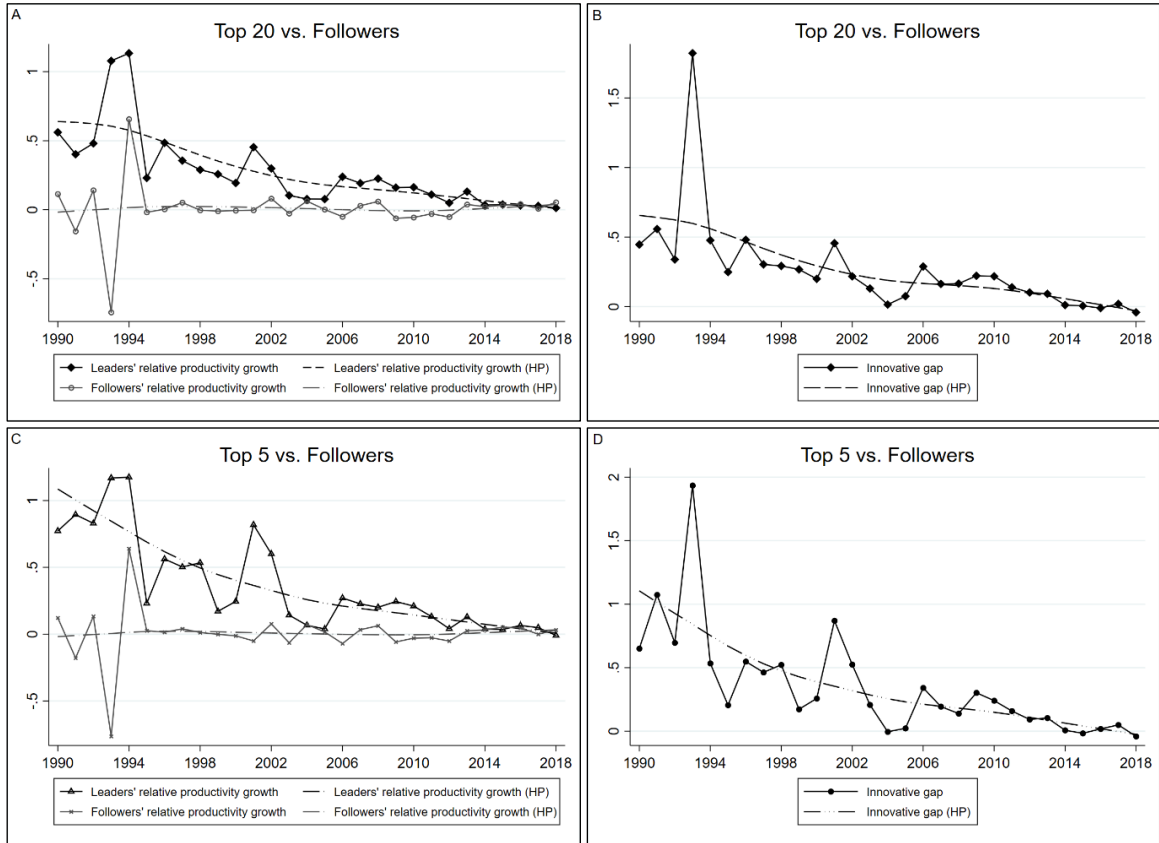 A
Top 20 vs. Followers
1
.5
0
-.5
1990 1994 1998 2002 2006 2010 2014 2018
Leaders' relative productivity growth Leaders' relative productivity growth (HP)
Followers' relative productivity growth Followers' relative productivity growth (HP)
B
Top 20 vs. Followers
1.5
1
.5
0
1990 1994 1998 2002 2006 2010 2014 2018
Innovative gap
Innovative gap (HP)
C
Top 5 vs. Followers
1
.5
0
-.5
1990 1994 1998 2002 2006 2010 2014 2018
Leaders' relative productivity growth Leaders' relative productivity growth (HP)
Followers' relative productivity growth Followers' relative productivity growth (HP)
D
Top 5 vs. Followers
2
1.5
1
.5
0
1990 1994 1998 2002 2006 2010 2014 2018
Innovative gap
Innovative gap (HP)